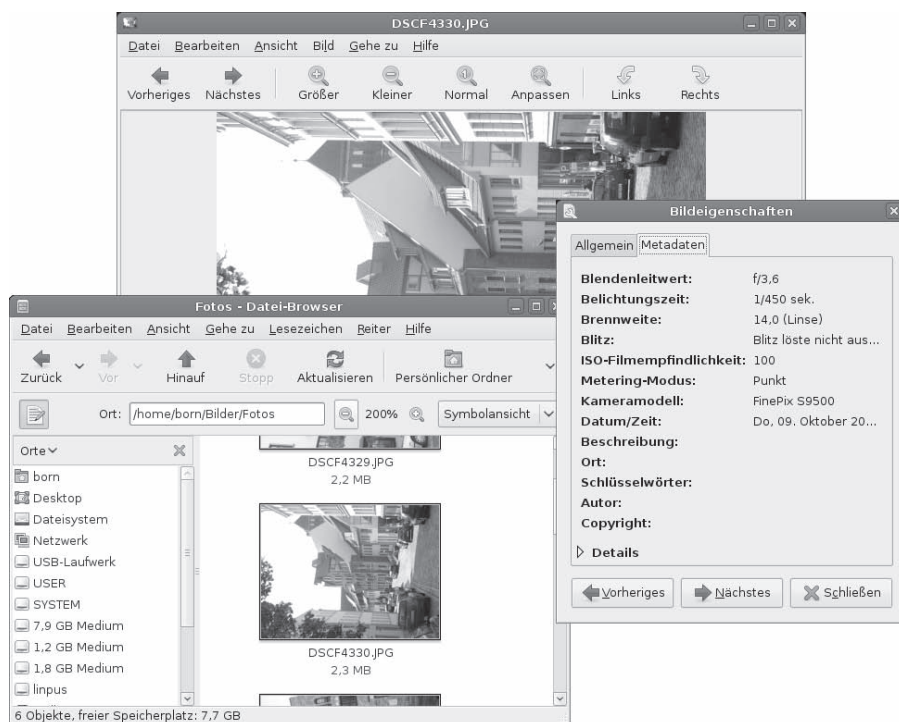 DSCF4330.JPG
Datei Bearbeiten Ansicht Bild Gehe zu Hilfe
Vorheriges Nächstes Größer Kleiner Normal Anpassen Links Rechts
Bildeigenschaften
Allgemein Metadaten
Blendenleitwert: f/3,6
Belichtungszeit: 1/450 sek.
Brennweite: 14,0 (Linse)
Blitz: Blitz löste nicht aus...
ISO-Filmempfindlichkeit: 100
Metering-Modus: Punkt
Kameramodell: FinePix S9500
Datum/Zeit: Do, 09. Oktober 20...
Beschreibung:
Ort:
Schlüsselwörter:
Autor:
Copyright:
Details
Vorheriges Nächstes Schließen
Fotos - Datei-Browser
Datei Bearbeiten Ansicht Gehe zu Lesezeichen Reiter Hilfe
Zurück Vor Hinauf Stopp Aktualisieren Persönlicher Ordner
Ort: /home/born/Bilder/Fotos 200% Symbolansicht
Orte
born
Desktop
Dateisystem
Netzwerk
USB-Laufwerk
USER
SYSTEM
7,9 GB Medium
1,2 GB Medium
1,8 GB Medium
linpus
DSCF4329.JPG
2,2 MB
DSCF4330.JPG
2,3 MB
6 Objekte, freier Speicherplatz: 7,7 GB